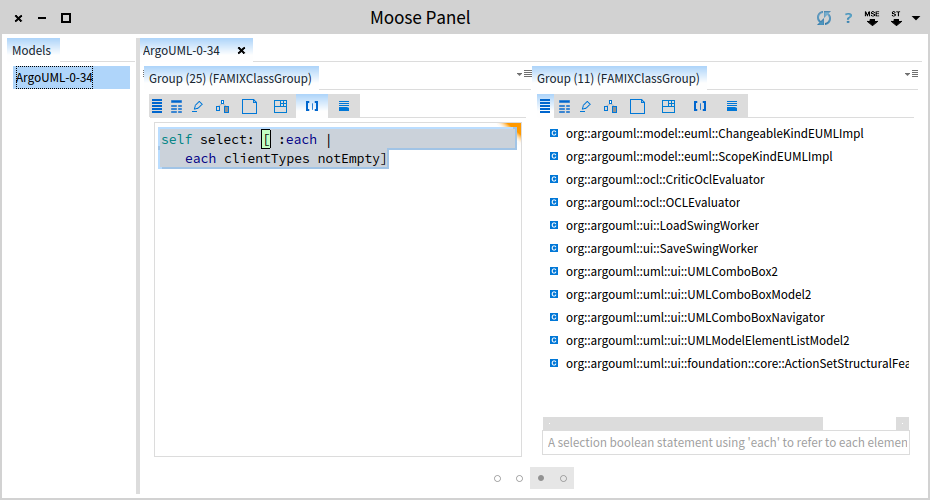 Moose Panel
?
MSE
ST
Models
ArgoUML-0-34
ArgoUML-0-34
Group (25) (FAMIXClassGroup)
self select: [ :each |
each clientTypes notEmpty]
Group (11) (FAMIXClassGroup)
C org::argouml::model::euml::ChangeableKindEUMLImpl
C org::argouml::model::euml::ScopeKindEUMLImpl
C org::argouml::ocl::CriticOclEvaluator
C org::argouml::ocl::OCLEvaluator
C org::argouml::ui::LoadSwingWorker
C org::argouml::ui::SaveSwingWorker
C org::argouml::uml::ui::UMLComboBox2
C org::argouml::uml::ui::UMLComboBoxModel2
C org::argouml::uml::ui::UMLComboBoxNavigator
C org::argouml::uml::ui::UMLModelElementListModel2
C org::argouml::uml::ui::foundation::core::ActionSetStructuralFea
A selection boolean statement using 'each' to refer to each elemen